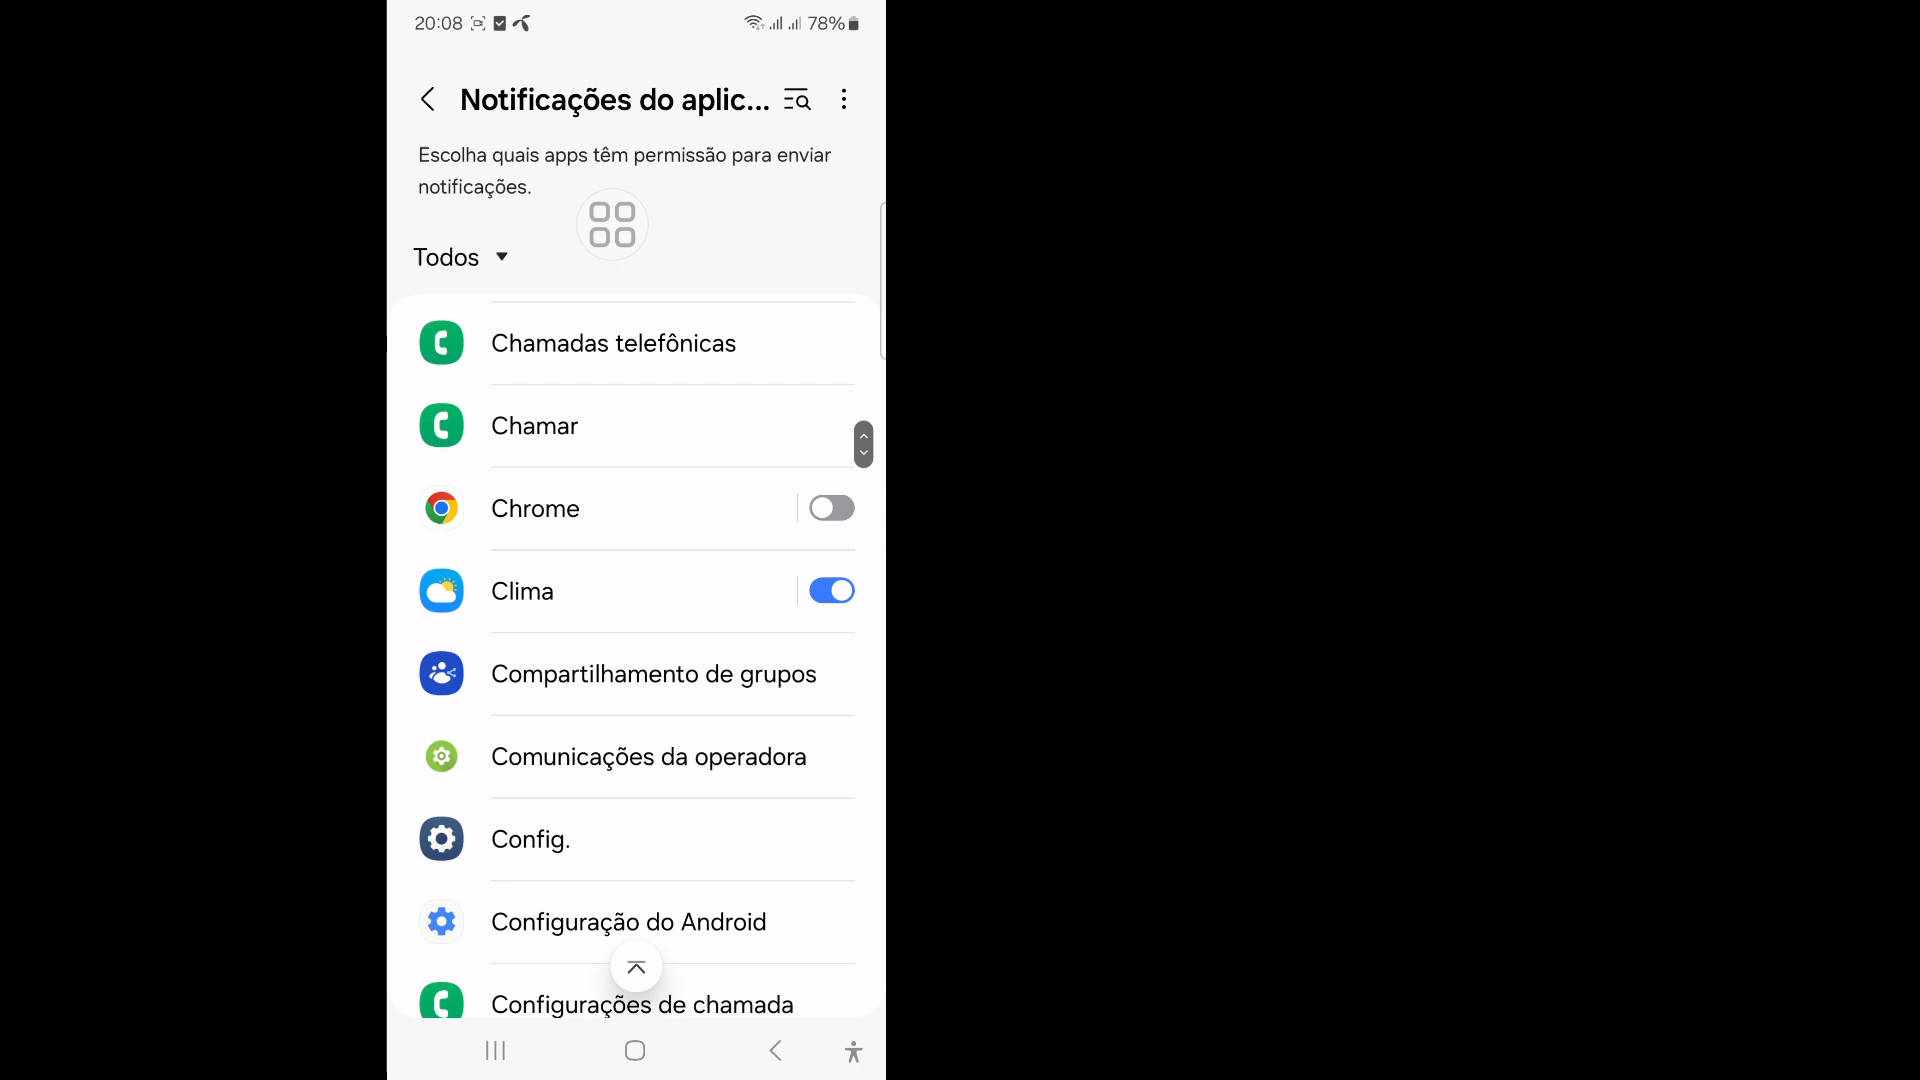 20:08
78%
Notificações do aplic...
Escolha quais apps têm permissão para enviar
notificações.
Todos
Chamadas telefônicas
Chamar
Chrome
Clima
Compartilhamento de grupos
Comunicações da operadora
Config.
Configuração do Android
Configurações de chamada